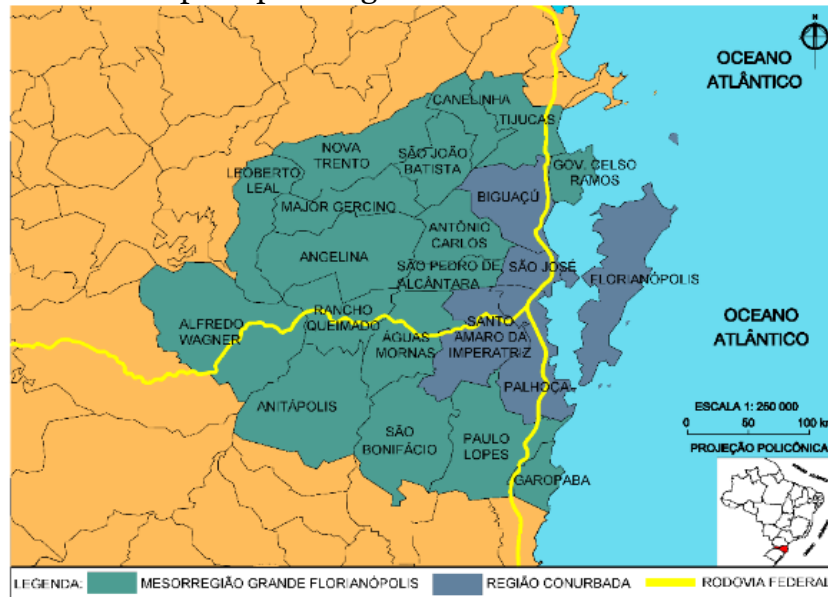 OCEANO
ATLÂNTICO
CANELINHA
TIJUCAS
NOVA
TRENTO
SÃO JOÃO
BATISTA
LEOBERTO
LEAL
GOV. CELSO
RAMOS
BIGUAÇÚ
MAJOR GERCINO
ANTÔNIO
CARLOS
ANGELINA
SÃO PEDRO DE
ALCÂNTARA
SÃO JOSÉ
FLORIANÓPOLIS
RANCHO
QUEIMADO
ALFREDO
WAGNER
SANTO
AMARO DA
IMPERATRIZ
ÁGUAS
MORNAS
OCEANO
ATLÂNTICO
PALHOÇA
ANITÁPOLIS
SÃO
BONIFÁCIO
PAULO
LOPES
GAROPABA
ESCALA 1: 250 000
0 50 100 km
PROJEÇÃO POLICÔNICA
LEGENDA: MESORREGIÃO GRANDE FLORIANÓPOLIS REGIÃO CONURBADA RODOVIA FEDERAL